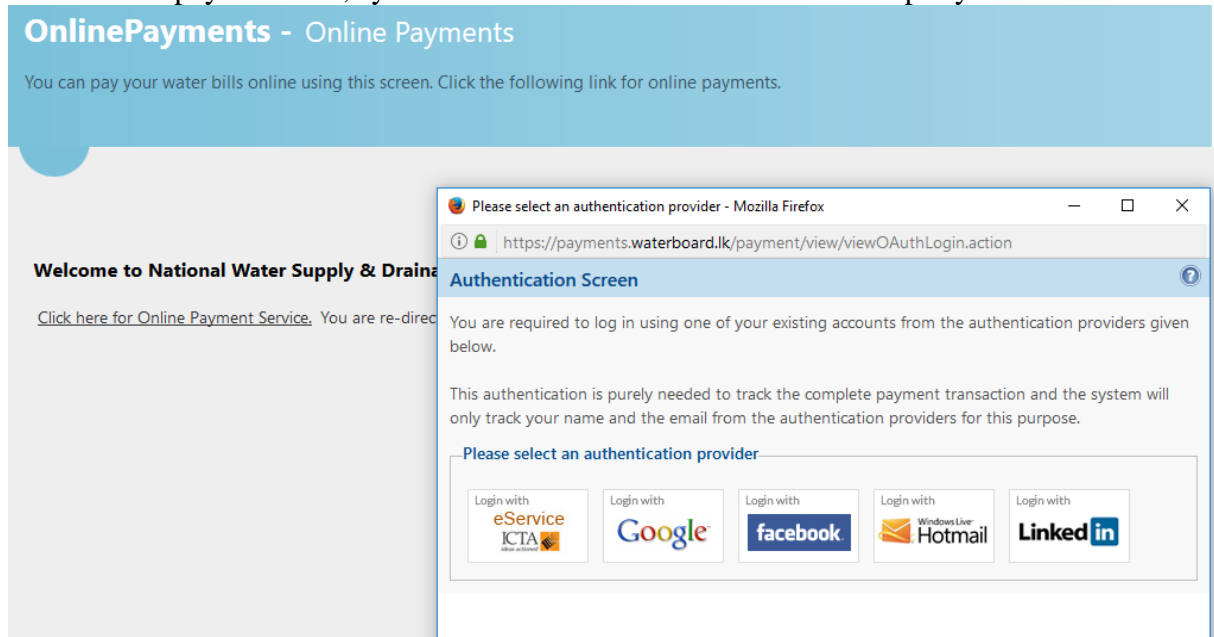 OnlinePayments - Online Payments
You can pay your water bills online using this screen. Click the following link for online payments.
Welcome to National Water Supply & Draina
Click here for Online Payment Service. You are re-direc
Please select an authentication provider - Mozilla Firefox
https://payments.waterboard.lk/payment/view/viewOAuthLogin.action
Authentication Screen
You are required to log in using one of your existing accounts from the authentication providers given
below.
This authentication is purely needed to track the complete payment transaction and the system will
only track your name and the email from the authentication providers for this purpose.
Please select an authentication provider
Login with
eService
ICTA
ideas actioned
Login with
Google
Login with
facebook
Login with
Windows Live
Hotmail
Login with
Linked in